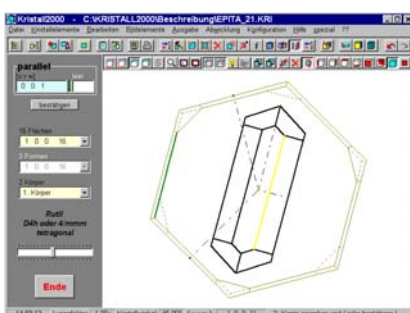 Kristall2000 - C:\KRISTALL2000\Beschreibung\EPITA_21.KRI
Datei Kristallelemente Bearbeiten Bildelemente Ausgabe Abwicklung Konfiguration Hilfe spezial ??
parallel
[u v w]
leer
0 0 1
bestätigen
16 Flächen
1 0 0 16
3 Formen
1 0 0 16
2 Körper
1. Körper
Rutil
D4h oder 4/mmm
tetragonal
Ende